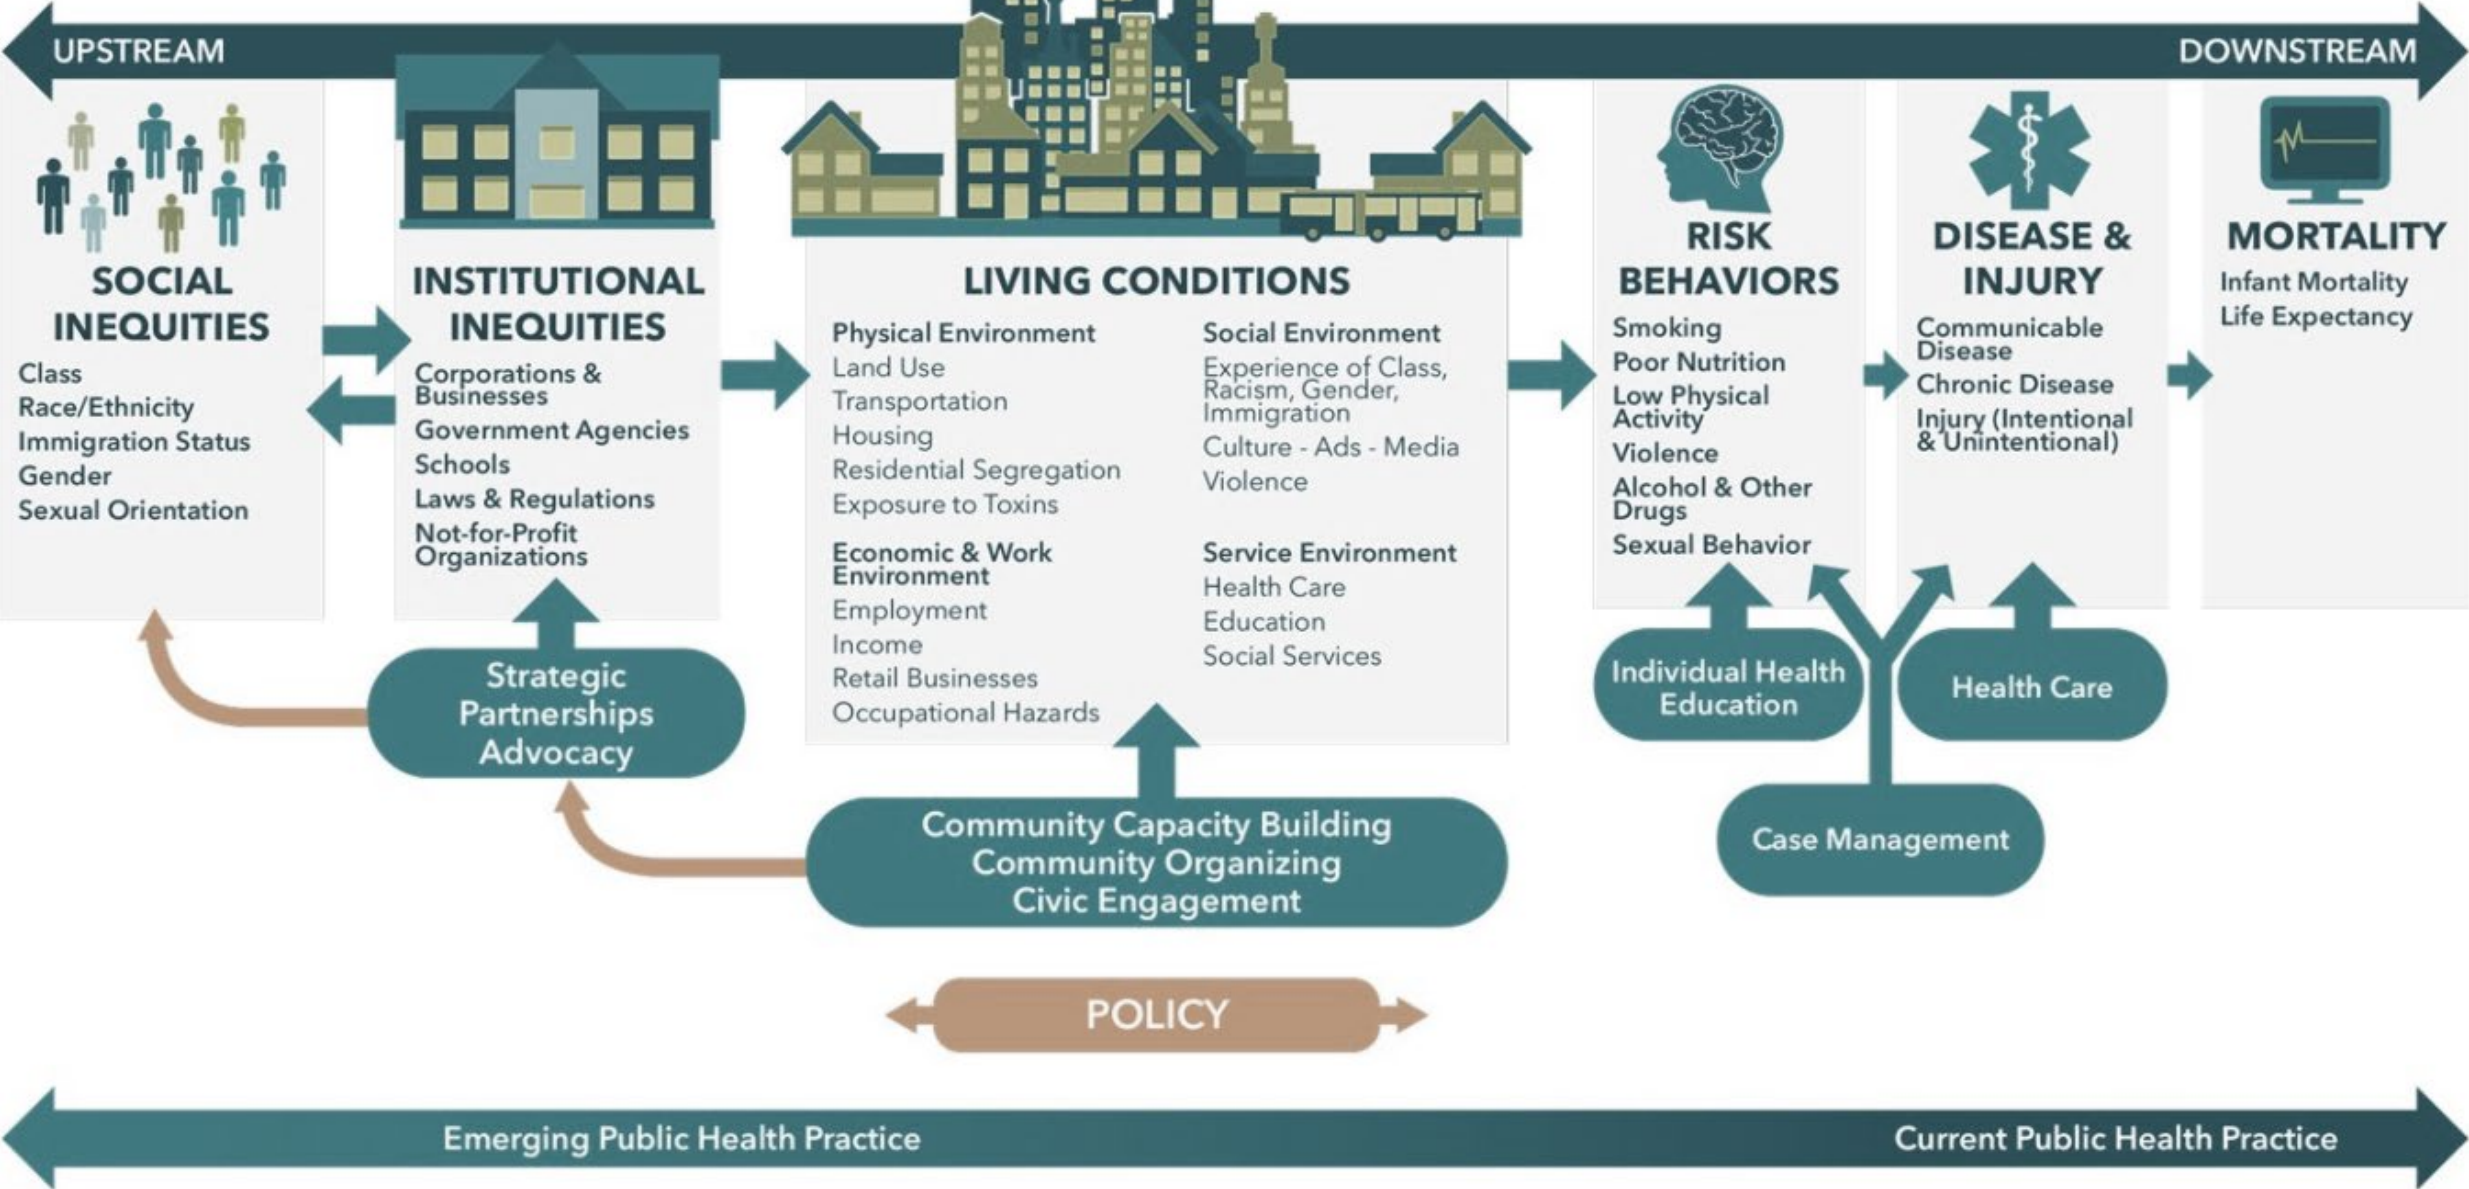 UPSTREAM
DOWNSTREAM
SOCIAL
INEQUITIES
Class
Race/Ethnicity
Immigration Status
Gender
Sexual Orientation
INSTITUTIONAL
INEQUITIES
Corporations &
Businesses
Government Agencies
Schools
Laws & Regulations
Not-for-Profit
Organizations
LIVING CONDITIONS
Physical Environment
Land Use
Transportation
Housing
Residential Segregation
Exposure to Toxins
Economic & Work
Environment
Employment
Income
Retail Businesses
Occupational Hazards
Social Environment
Experience of Class,
Racism, Gender,
Immigration
Culture - Ads - Media
Violence
Service Environment
Health Care
Education
Social Services
RISK
BEHAVIORS
Smoking
Poor Nutrition
Low Physical
Activity
Violence
Alcohol & Other
Drugs
Sexual Behavior
DISEASE &
INJURY
Communicable
Disease
Chronic Disease
Injury (Intentional
& Unintentional)
MORTALITY
Infant Mortality
Life Expectancy
Strategic
Partnerships
Advocacy
Community Capacity Building
Community Organizing
Civic Engagement
Individual Health
Education
Health Care
Case Management
POLICY
Emerging Public Health Practice
Current Public Health Practice